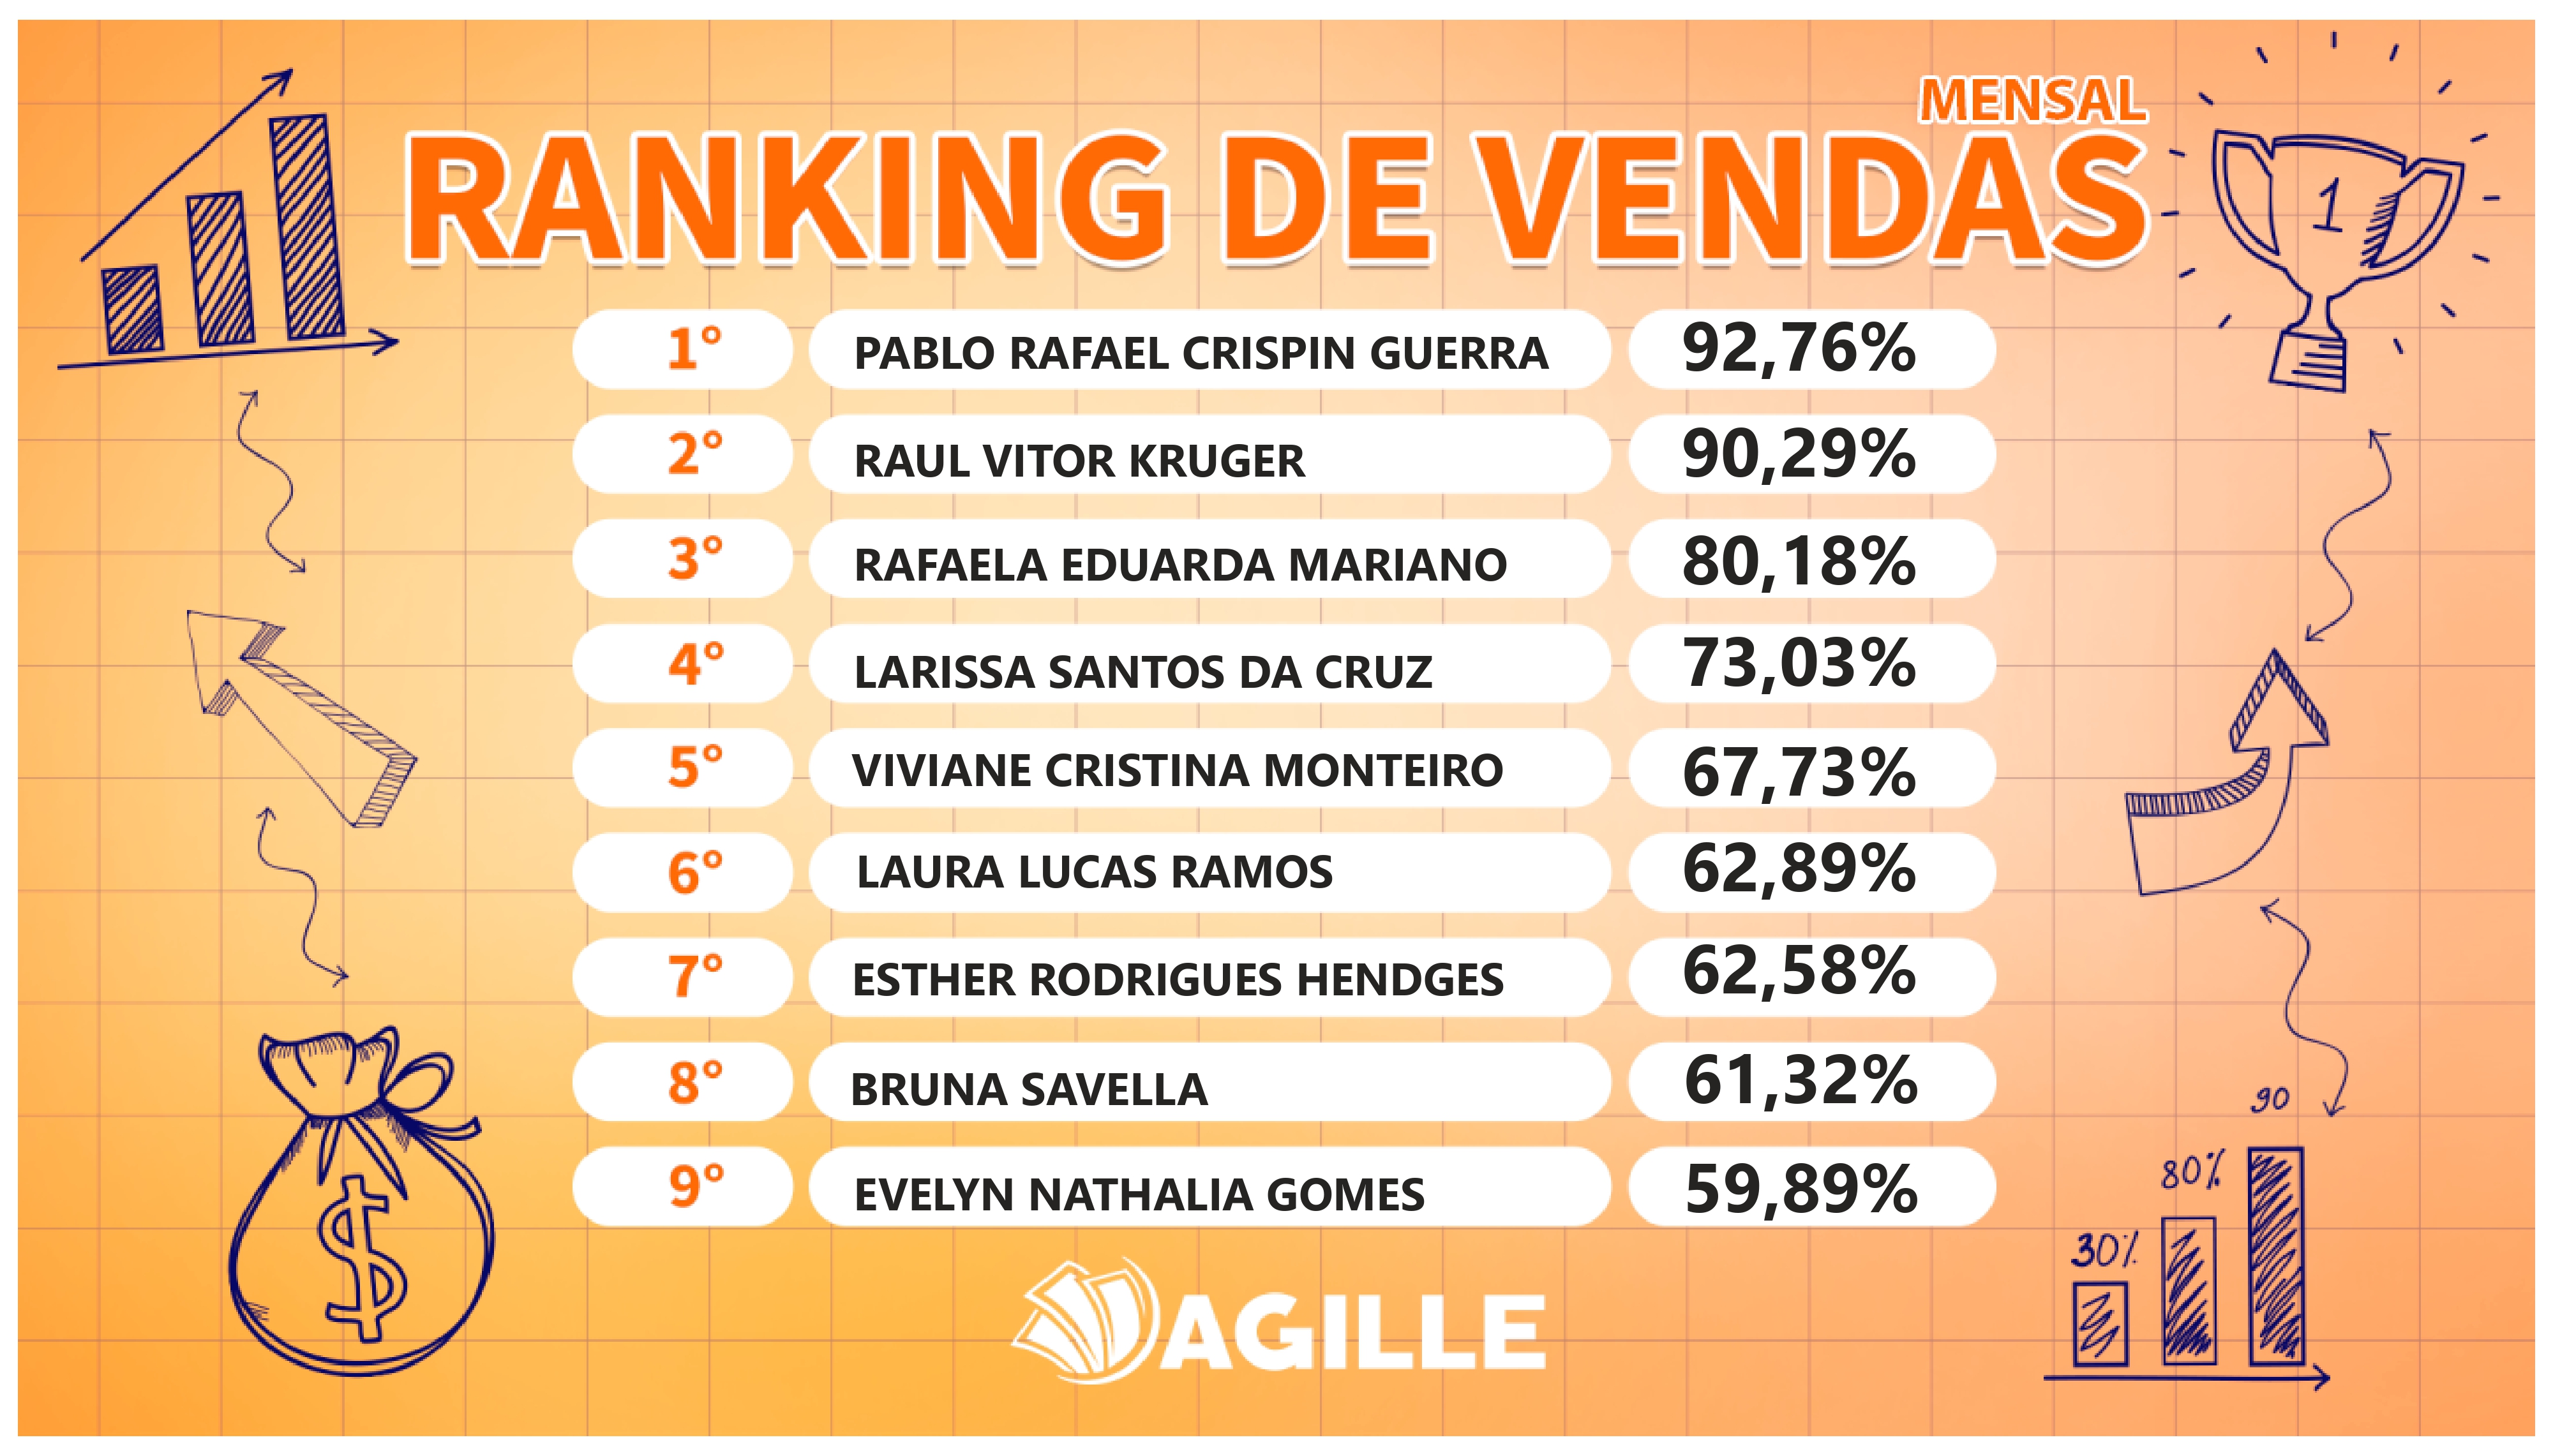 MENSAL
RANKING DE VENDAS
1
1° PABLO RAFAEL CRISPIN GUERRA 92,76%
2° RAUL VITOR KRUGER 90,29%
3° RAFAELA EDUARDA MARIANO 80,18%
4° LARISSA SANTOS DA CRUZ 73,03%
5° VIVIANE CRISTINA MONTEIRO 67,73%
6° LAURA LUCAS RAMOS 62,89%
7° ESTHER RODRIGUES HENDGES 62,58%
8° BRUNA SAVELLA 61,32%
9° EVELYN NATHALIA GOMES 59,89%
$
30%
80%
90
AGILLE